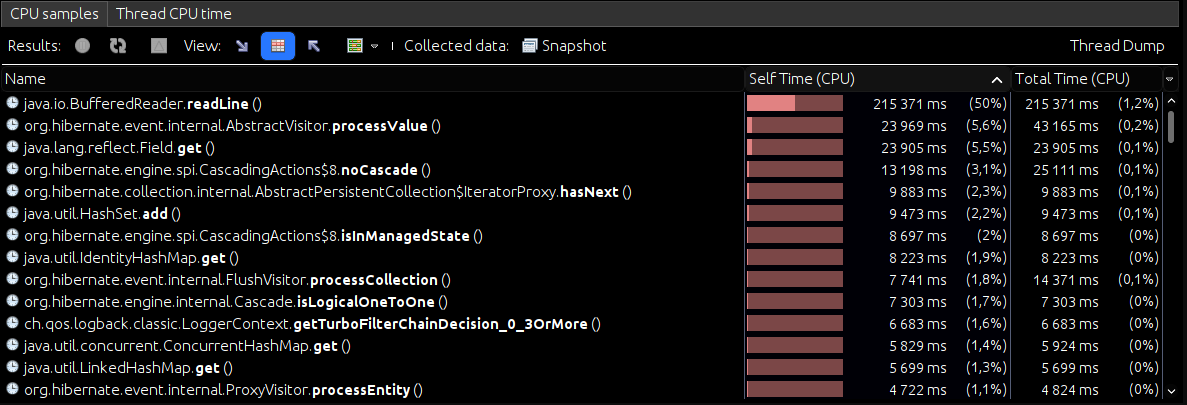 CPU samples Thread CPU time
Results: View: Collected data: Snapshot Thread Dump
Name Self Time (CPU) Total Time (CPU)
java.io.BufferedReader.readLine () 215 371 ms (50%) 215 371 ms (1,2%)
org.hibernate.event.internal.AbstractVisitor.processValue () 23 969 ms (5,6%) 43 165 ms (0,2%)
java.lang.reflect.Field.get () 23 905 ms (5,5%) 23 905 ms (0,1%)
org.hibernate.engine.spi.CascadingActions$8.noCascade () 13 198 ms (3,1%) 25 111 ms (0,1%)
org.hibernate.collection.internal.AbstractPersistentCollection$IteratorProxy.hasNext () 9 883 ms (2,3%) 9 883 ms (0,1%)
java.util.HashSet.add () 9 473 ms (2,2%) 9 473 ms (0,1%)
org.hibernate.engine.spi.CascadingActions$8.isInManagedState () 8 697 ms (2%) 8 697 ms (0%)
java.util.IdentityHashMap.get () 8 223 ms (1,9%) 8 223 ms (0%)
org.hibernate.event.internal.FlushVisitor.processCollection () 7 741 ms (1,8%) 14 371 ms (0,1%)
org.hibernate.engine.internal.Cascade.isLogicalOneToOne () 7 303 ms (1,7%) 7 303 ms (0%)
ch.qos.logback.classic.LoggerContext.getTurboFilterChainDecision_0_3OrMore () 6 683 ms (1,6%) 6 683 ms (0%)
java.util.concurrent.ConcurrentHashMap.get () 5 829 ms (1,4%) 5 924 ms (0%)
java.util.LinkedHashMap.get () 5 699 ms (1,3%) 5 699 ms (0%)
org.hibernate.event.internal.ProxyVisitor.processEntity () 4 722 ms (1,1%) 4 824 ms (0%)